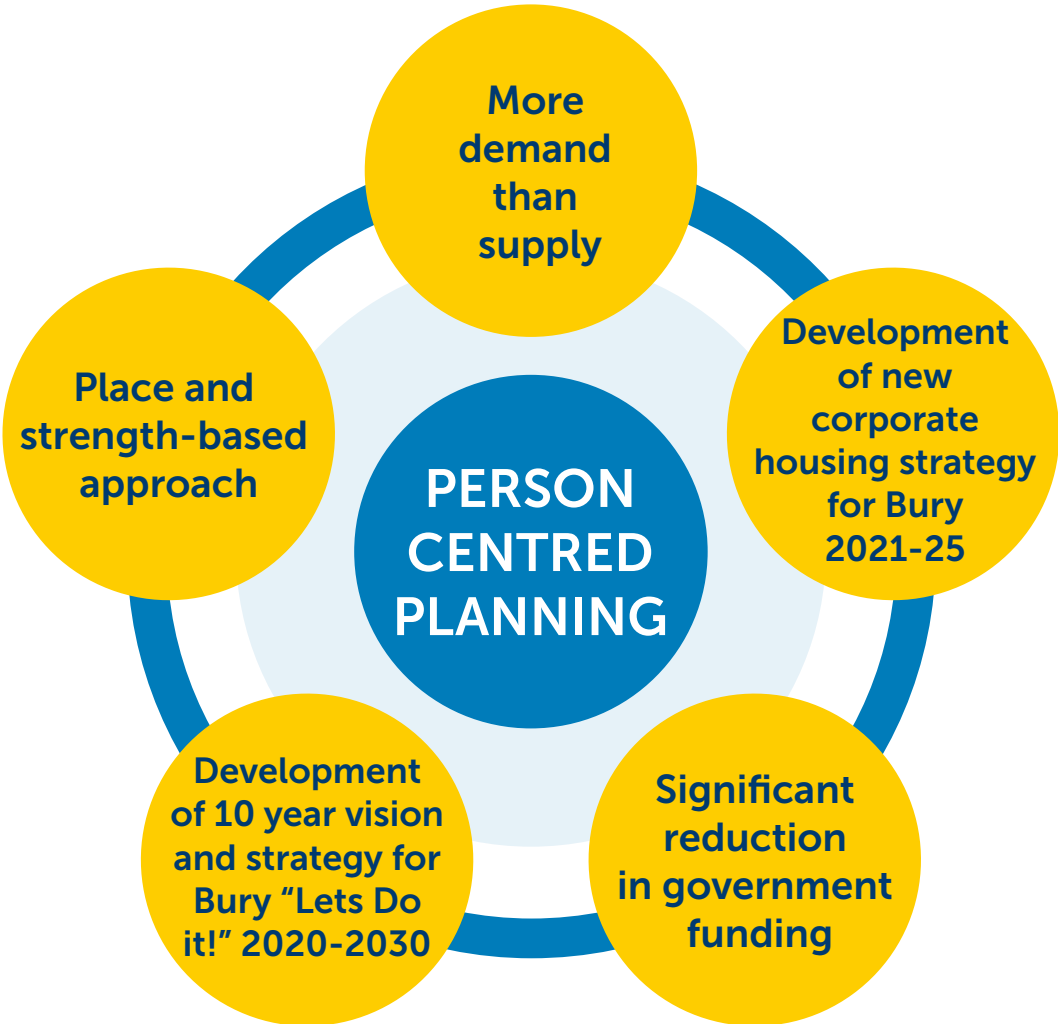 More
demand
than
supply
Development
of new
corporate
housing strategy
for Bury
2021-25
Significant
reduction
in government
funding
Development
of 10 year vision
and strategy for
Bury “Lets Do
it!” 2020-2030
Place and
strength-based
approach
PERSON
CENTRED
PLANNING